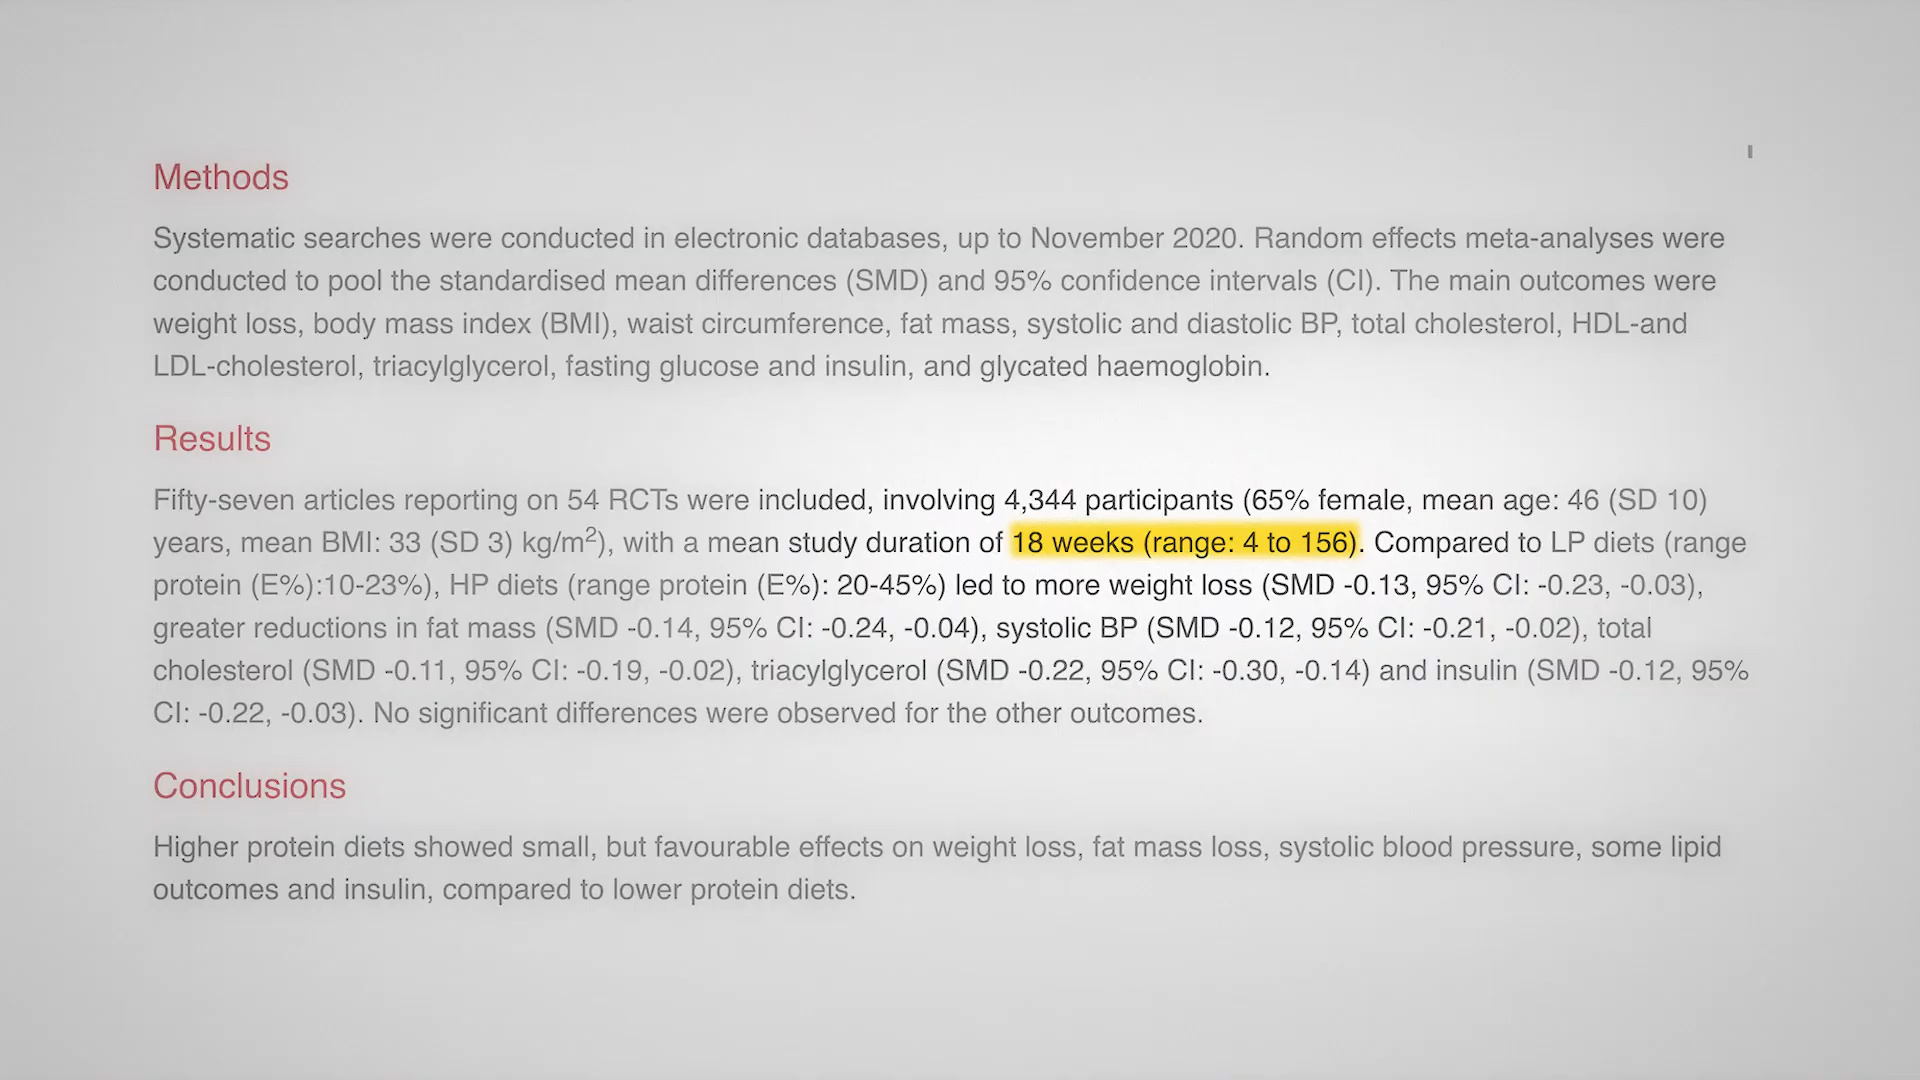 Methods
Systematic searches were conducted in electronic databases, up to November 2020. Random effects meta-analyses were
conducted to pool the standardised mean differences (SMD) and 95% confidence intervals (CI). The main outcomes were
weight loss, body mass index (BMI), waist circumference, fat mass, systolic and diastolic BP, total cholesterol, HDL-and
LDL-cholesterol, triacylglycerol, fasting glucose and insulin, and glycated haemoglobin.
Results
Fifty-seven articles reporting on 54 RCTs were included, involving 4,344 participants (65% female, mean age: 46 (SD 10)
years, mean BMI: 33 (SD 3) kg/m²), with a mean study duration of 18 weeks (range: 4 to 156). Compared to LP diets (range
protein (E%):10-23%), HP diets (range protein (E%): 20-45%) led to more weight loss (SMD -0.13, 95% CI: -0.23, -0.03),
greater reductions in fat mass (SMD -0.14, 95% CI: -0.24, -0.04), systolic BP (SMD -0.12, 95% CI: -0.21, -0.02), total
cholesterol (SMD -0.11, 95% CI: -0.19, -0.02), triacylglycerol (SMD -0.22, 95% CI: -0.30, -0.14) and insulin (SMD -0.12, 95%
CI: -0.22, -0.03). No significant differences were observed for the other outcomes.
Conclusions
Higher protein diets showed small, but favourable effects on weight loss, fat mass loss, systolic blood pressure, some lipid
outcomes and insulin, compared to lower protein diets.